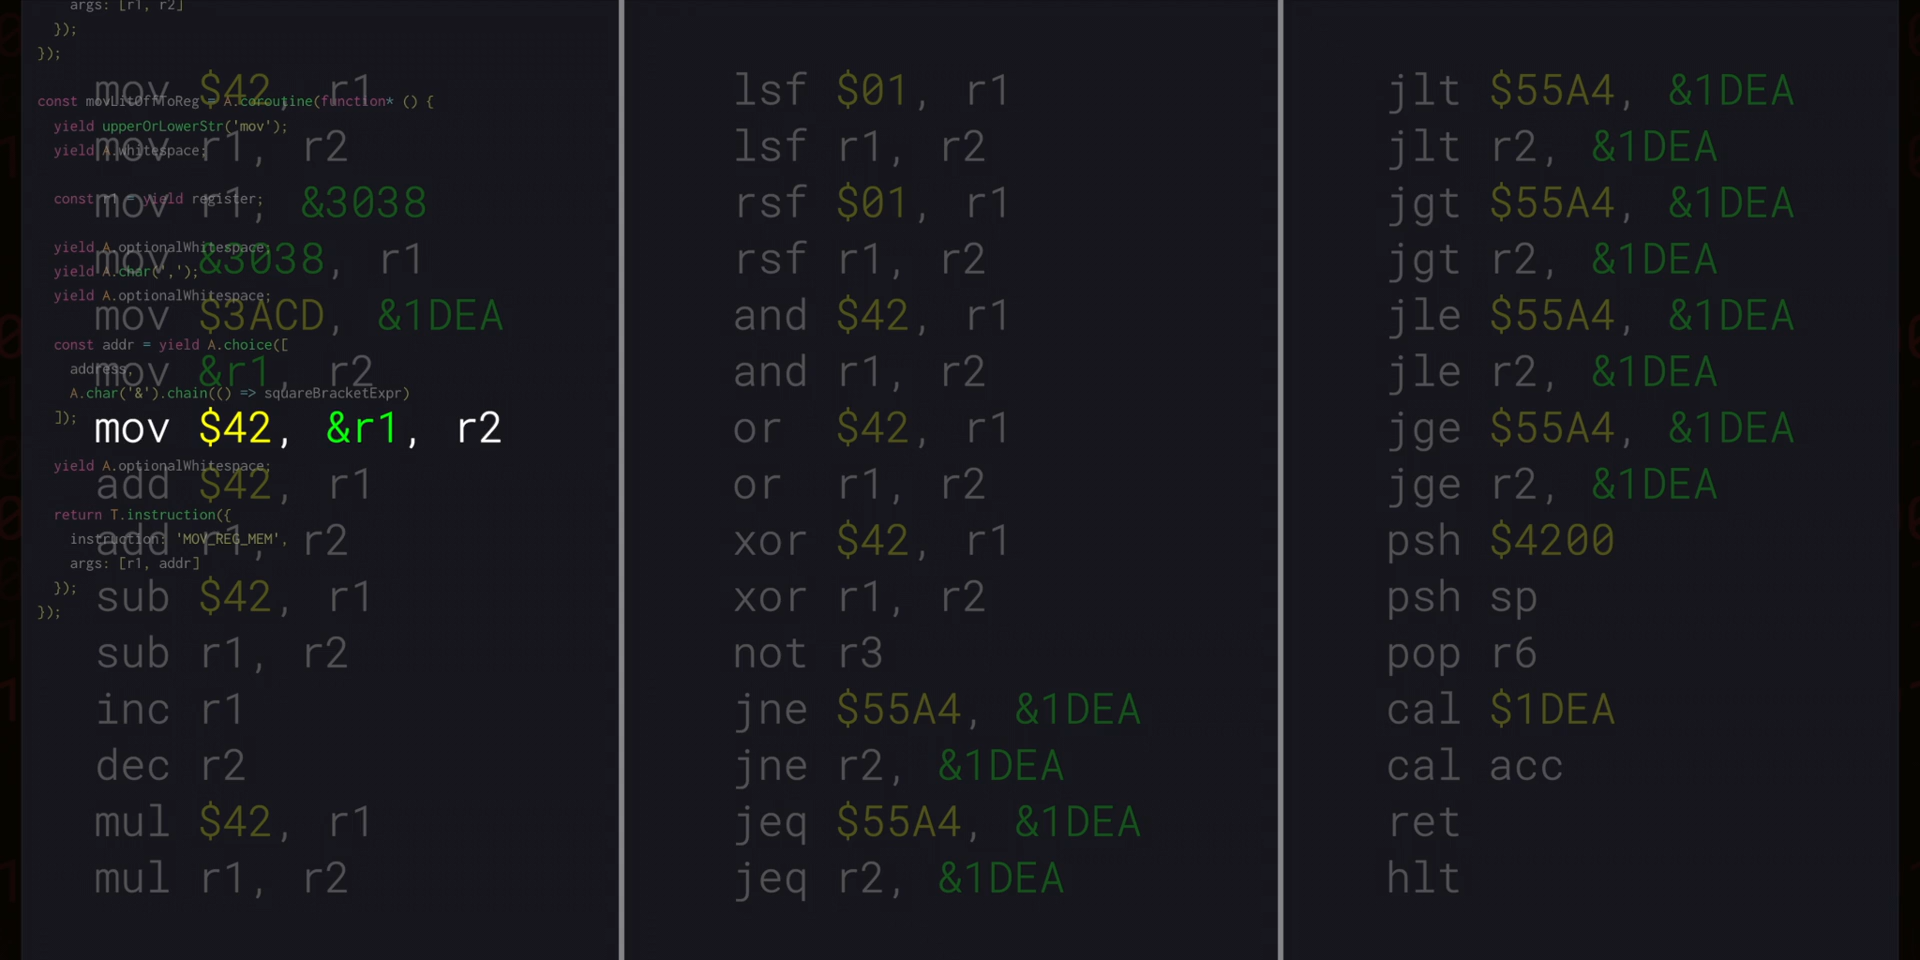 args: [r1, r2]
});
});
const movLitOffToReg = A.coroutine(function* () {
yield upperOrLowerStr('mov');
yield A.whitespace;
const r1 = yield register;
yield A.optionalWhitespace;
yield A.char(',');
yield A.optionalWhitespace;
const addr = yield A.choice([
address,
A.char('&').chain(() => squareBracketExpr)
]);
yield A.optionalWhitespace;
return T.instruction({
instruction: 'MOV_REG_MEM',
args: [r1, addr]
});
});
mov $42, r1
mov r1, r2
mov r1, &3038
mov &3038, r1
mov $3ACD, &1DEA
mov &r1, r2
mov $42, &r1, r2
add $42, r1
add r1, r2
sub $42, r1
sub r1, r2
inc r1
dec r2
mul $42, r1
mul r1, r2
lsf $01, r1
lsf r1, r2
rsf $01, r1
rsf r1, r2
and $42, r1
and r1, r2
or $42, r1
or r1, r2
xor $42, r1
xor r1, r2
not r3
jne $55A4, &1DEA
jne r2, &1DEA
jeq $55A4, &1DEA
jeq r2, &1DEA
jlt $55A4, &1DEA
jlt r2, &1DEA
jgt $55A4, &1DEA
jgt r2, &1DEA
jle $55A4, &1DEA
jle r2, &1DEA
jge $55A4, &1DEA
jge r2, &1DEA
psh $4200
psh sp
pop r6
cal $1DEA
cal acc
ret
hlt